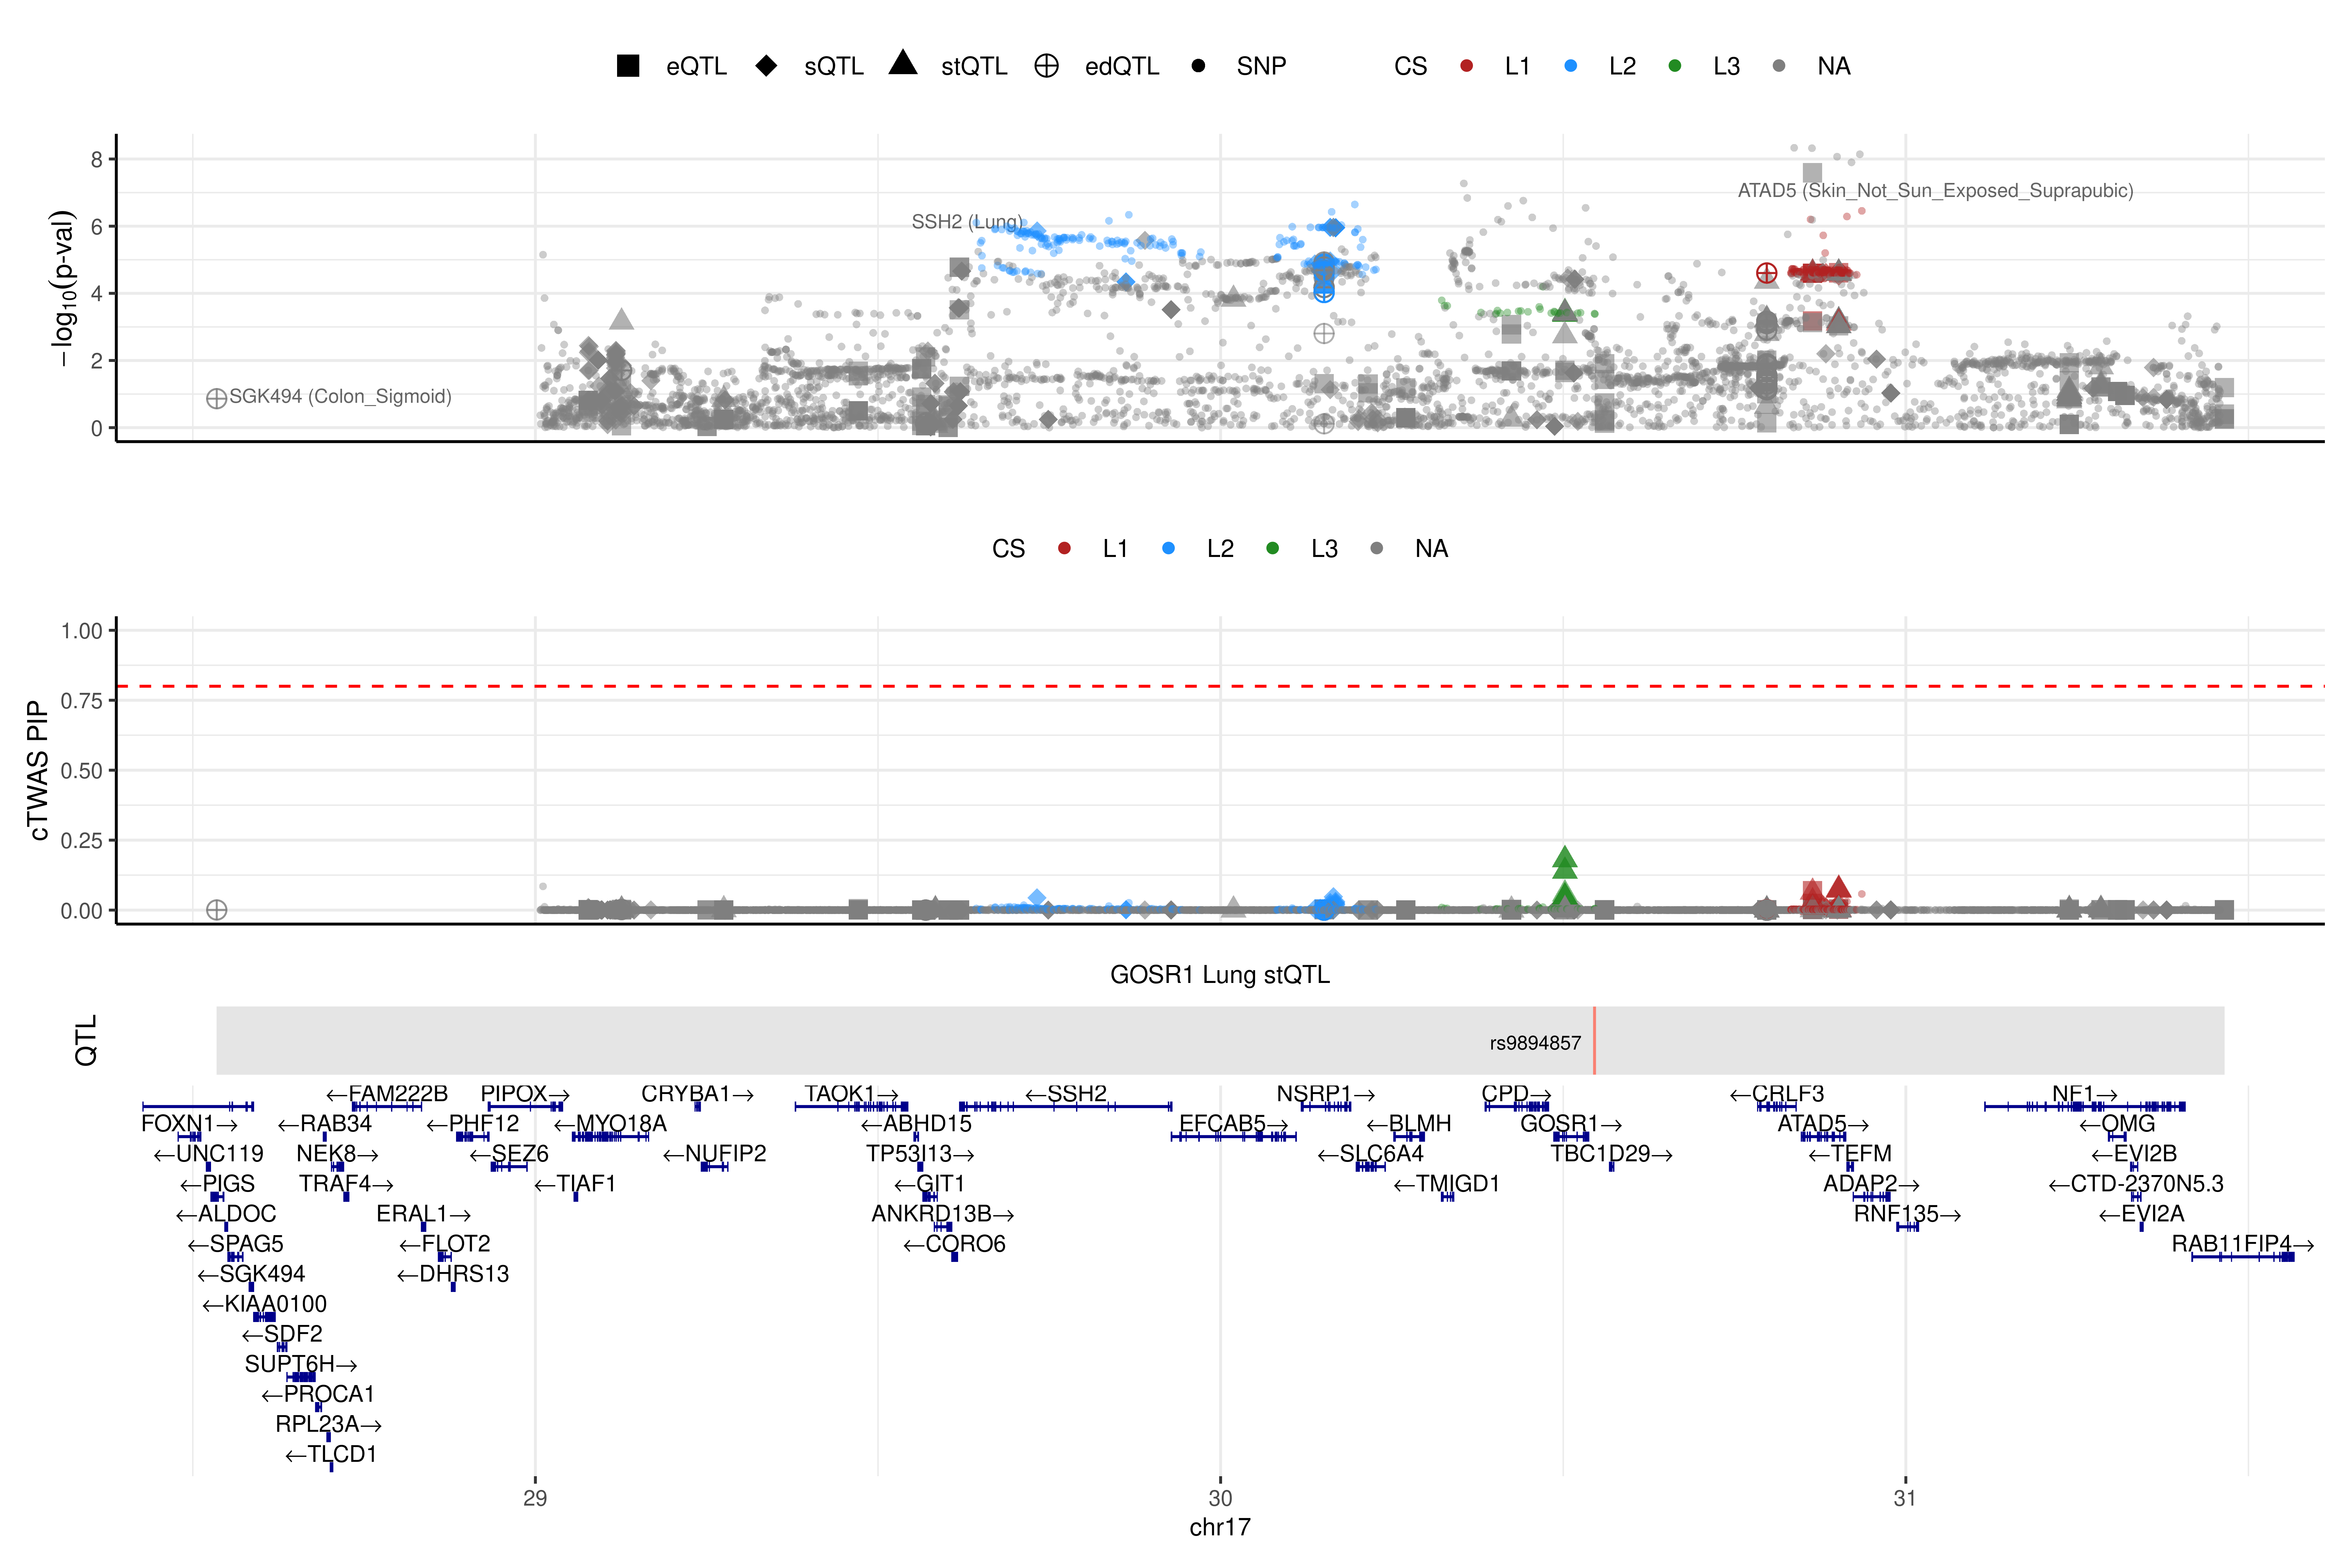 eQTL sQTL stQTL edQTL SNP CS L1 L2 L3 NA
−log10(p-val)
8
6
4
2
0
ATAD5 (Skin_Not_Sun_Exposed_Suprapubic)
SSH2 (Lung)
SGK494 (Colon_Sigmoid)
CS L1 L2 L3 NA
cTWAS PIP
1.00
0.75
0.50
0.25
0.00
GOSR1 Lung stQTL
QTL
rs9894857
←FAM222B PIPOX→ CRYBA1→ TAOK1→ ←SSH2 NSRP1→ CPD→ ←CRLF3 NF1→
FOXN1→ ←RAB34 ←PHF12 ←MYO18A ←ABHD15 EFCAB5→ ←BLMH GOSR1→ ATAD5→ ←OMG
←UNC119 NEK8→ ←SEZ6 ←NUFIP2 TP53I13→ ←SLC6A4 TBC1D29→ ←TEFM ←EVI2B
←PIGS TRAF4→ ←TIAF1 ←GIT1 ←TMIGD1 ADAP2→ ←CTD-2370N5.3
←ALDOC ERAL1→ ANKRD13B→ RNF135→ ←EVI2A
←SPAG5 ←FLOT2 ←CORO6 RAB11FIP4→
←SGK494 ←DHRS13
←KIAA0100
←SDF2
SUPT6H→
←PROCA1
RPL23A→
←TLCD1
29 30 31
chr17